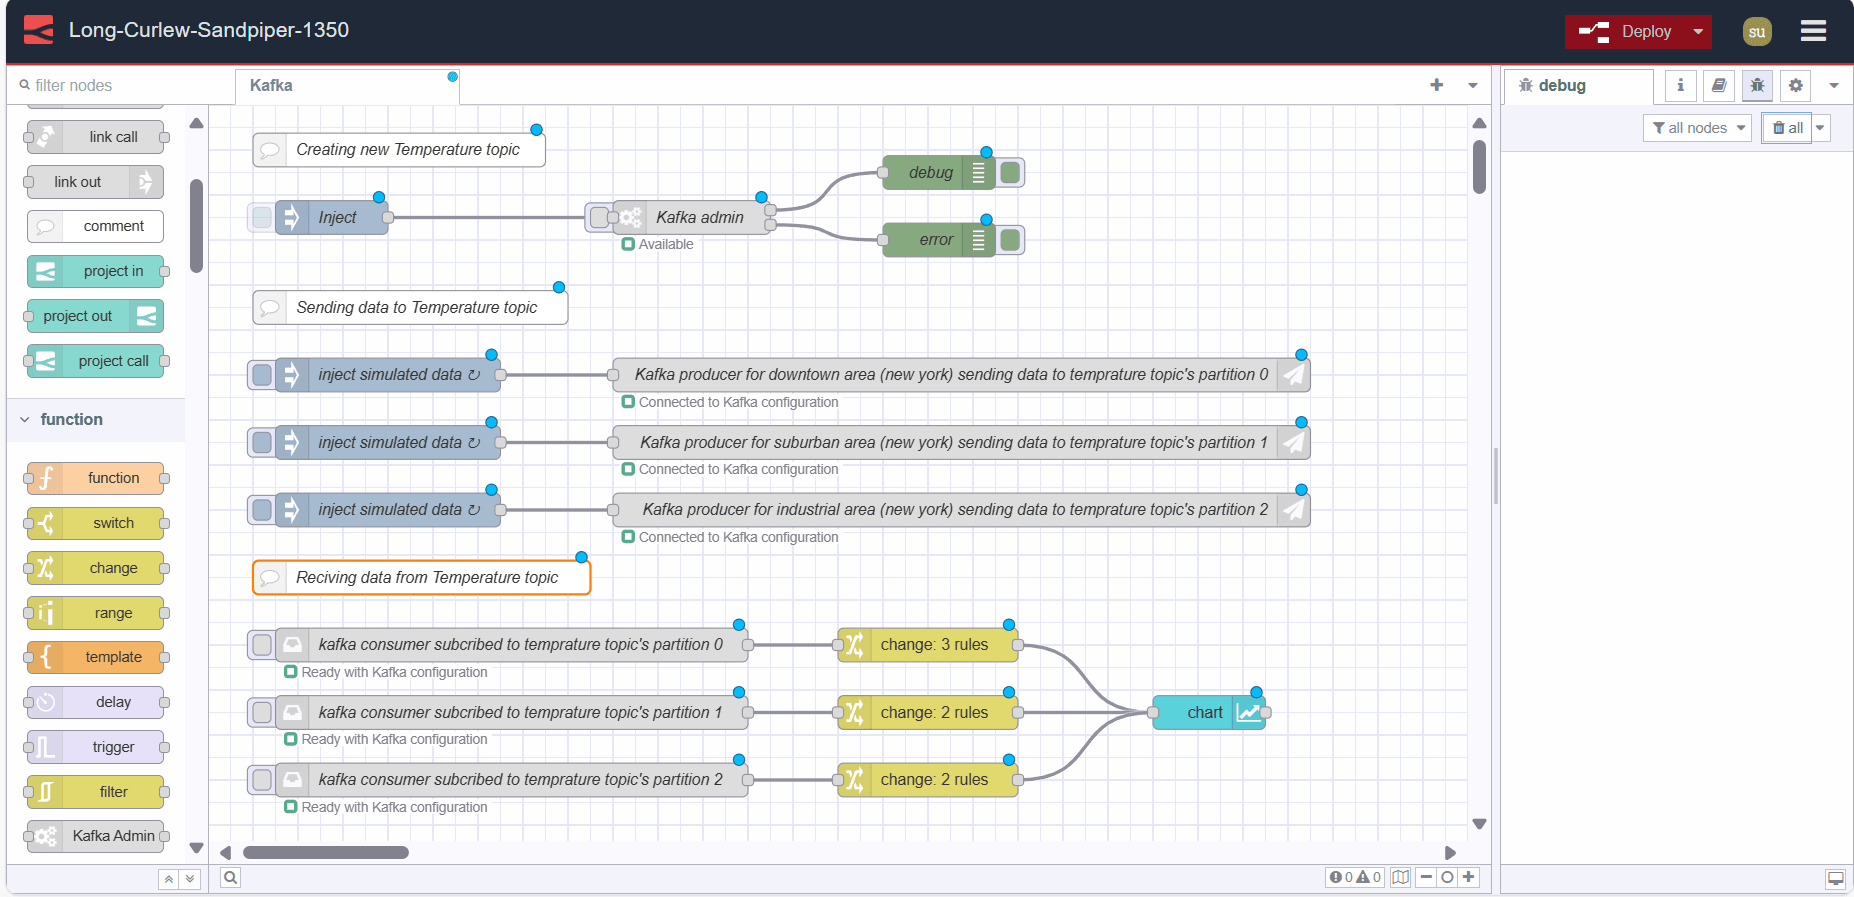 Long-Curlew-Sandpiper-1350
Deploy
su
filter nodes
Kafka
debug
all nodes
all
link call
link out
comment
project in
project out
project call
function
function
switch
change
range
template
delay
trigger
filter
Kafka Admin
Creating new Temperature topic
Inject
Kafka admin
Available
debug
error
Sending data to Temperature topic
inject simulated data ↻
Kafka producer for downtown area (new york) sending data to temprature topic's partition 0
Connected to Kafka configuration
inject simulated data ↻
Kafka producer for suburban area (new york) sending data to temprature topic's partition 1
Connected to Kafka configuration
inject simulated data ↻
Kafka producer for industrial area (new york) sending data to temprature topic's partition 2
Connected to Kafka configuration
Reciving data from Temperature topic
kafka consumer subcribed to temprature topic's partition 0
change: 3 rules
Ready with Kafka configuration
kafka consumer subcribed to temprature topic's partition 1
change: 2 rules
chart
Ready with Kafka configuration
kafka consumer subcribed to temprature topic's partition 2
change: 2 rules
Ready with Kafka configuration
0 0